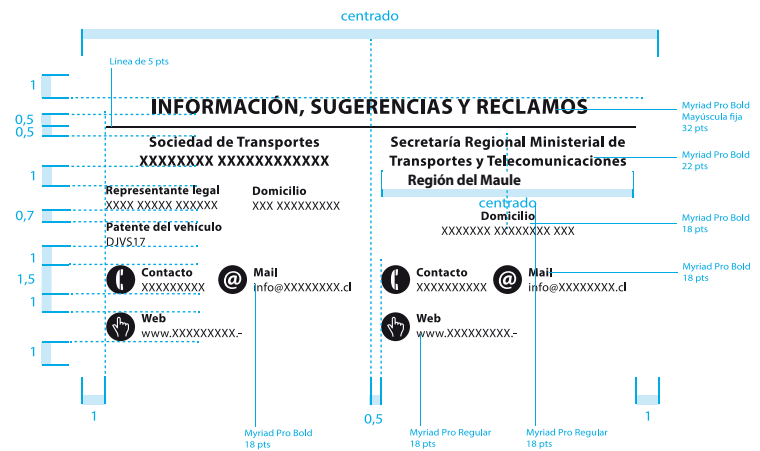 centrado
Línea de 5 pts
1
INFORMACIÓN, SUGERENCIAS Y RECLAMOS
Myriad Pro Bold
Mayúscula fija
32 pts
0,5
0,5
Sociedad de Transportes
XXXXXXXX XXXXXXXXXXXX
Secretaría Regional Ministerial de
Transportes y Telecomunicaciones
Región del Maule
Myriad Pro Bold
22 pts
1
Representante legal
XXXX XXXXX XXXXXX
Domicilio
XXX XXXXXXXXX
centrado
0,7
Domicilio
XXXXXXX XXXXXXXX XXX
Myriad Pro Bold
18 pts
Patente del vehículo
DJVS17
1
1,5
Contacto
XXXXXXXXX
@
Mail
info@XXXXXXXX.cl
Contacto
XXXXXXXXXX
@
Mail
info@XXXXXXXX.cl
Myriad Pro Bold
18 pts
1
Web
www.XXXXXXXXX.-
Web
www.XXXXXXXXX.-
1
1
0,5
1
Myriad Pro Bold
18 pts
Myriad Pro Regular
18 pts
Myriad Pro Regular
18 pts